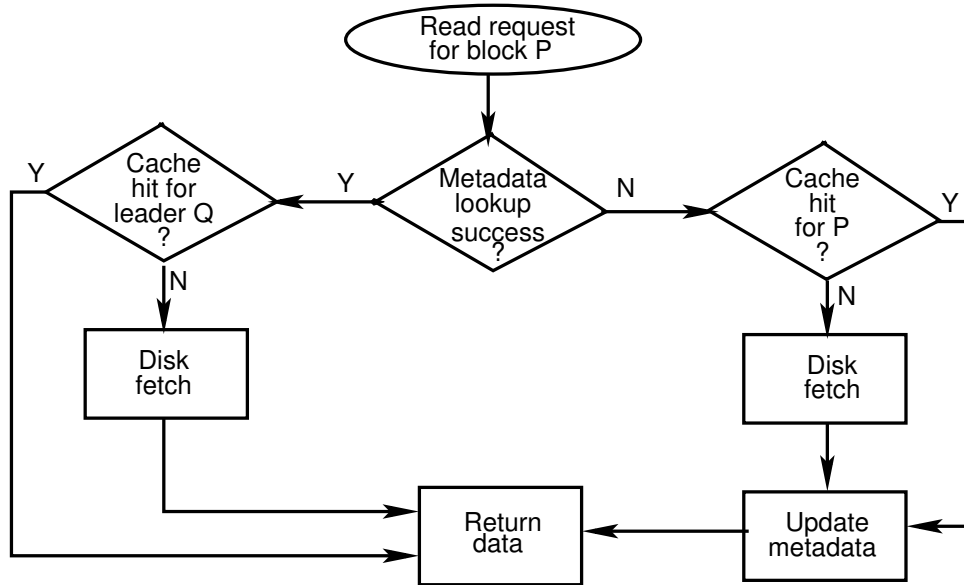 Read request
for block P
Cache
hit for
leader Q
?
Y
N
Metadata
lookup
success
?
Y
N
Cache
hit
for P
?
Y
N
Disk
fetch
Disk
fetch
Return
data
Update
metadata